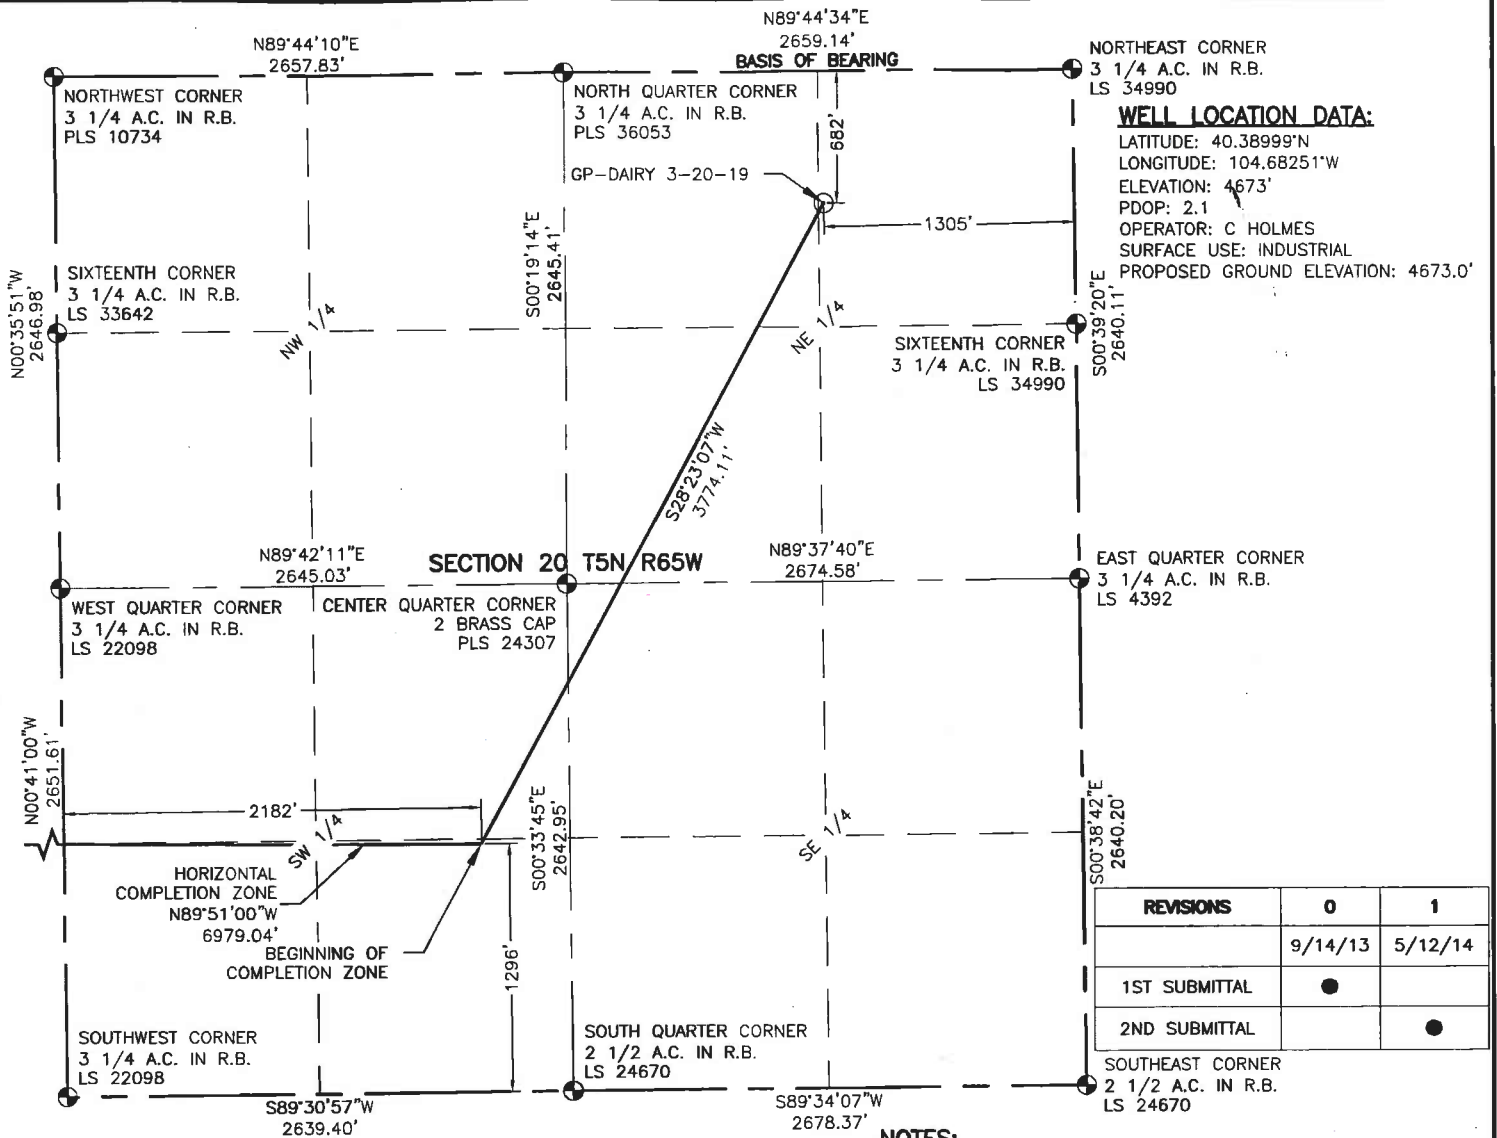 N89°44'10"E
2657.83'
N89°44'34"E
2659.14'
BASIS OF BEARING
NORTHWEST CORNER
3 1/4 A.C. IN R.B.
PLS 10734
NORTH QUARTER CORNER
3 1/4 A.C. IN R.B.
PLS 36053
NORTHEAST CORNER
3 1/4 A.C. IN R.B.
LS 34990
WELL LOCATION DATA:
LATITUDE: 40.38999°N
LONGITUDE: 104.68251°W
ELEVATION: 4673'
PDOP: 2.1
OPERATOR: C HOLMES
SURFACE USE: INDUSTRIAL
PROPOSED GROUND ELEVATION: 4673.0'
682'
GP-DAIRY 3-20-19
1305'
S00°19'14"E
2645.41'
N00°35'51"W
2646.98'
SIXTEENTH CORNER
3 1/4 A.C. IN R.B.
LS 33642
NW 1/4
NE 1/4
SIXTEENTH CORNER
3 1/4 A.C. IN R.B.
LS 34990
S00°39'20"E
2640.11'
S28°23'07"W
3774.11'
N89°42'11"E
2645.03'
SECTION 20 T5N R65W
N89°37'40"E
2674.58'
WEST QUARTER CORNER
3 1/4 A.C. IN R.B.
LS 22098
CENTER QUARTER CORNER
2 BRASS CAP
PLS 24307
EAST QUARTER CORNER
3 1/4 A.C. IN R.B.
LS 4392
N00°41'00"W
2651.61'
2182'
SW 1/4
S00°33'45"E
2642.95'
SE 1/4
S00°38'42"E
2640.20'
HORIZONTAL
COMPLETION ZONE
N89°51'00"W
6979.04'
BEGINNING OF
COMPLETION ZONE
1296'
REVISIONS 0 1
9/14/13 5/12/14
1ST SUBMITTAL ●
2ND SUBMITTAL ●
SOUTHWEST CORNER
3 1/4 A.C. IN R.B.
LS 22098
SOUTH QUARTER CORNER
2 1/2 A.C. IN R.B.
LS 24670
SOUTHEAST CORNER
2 1/2 A.C. IN R.B.
LS 24670
S89°30'57"W
2639.40'
S89°34'07"W
2678.37'
NOTES: